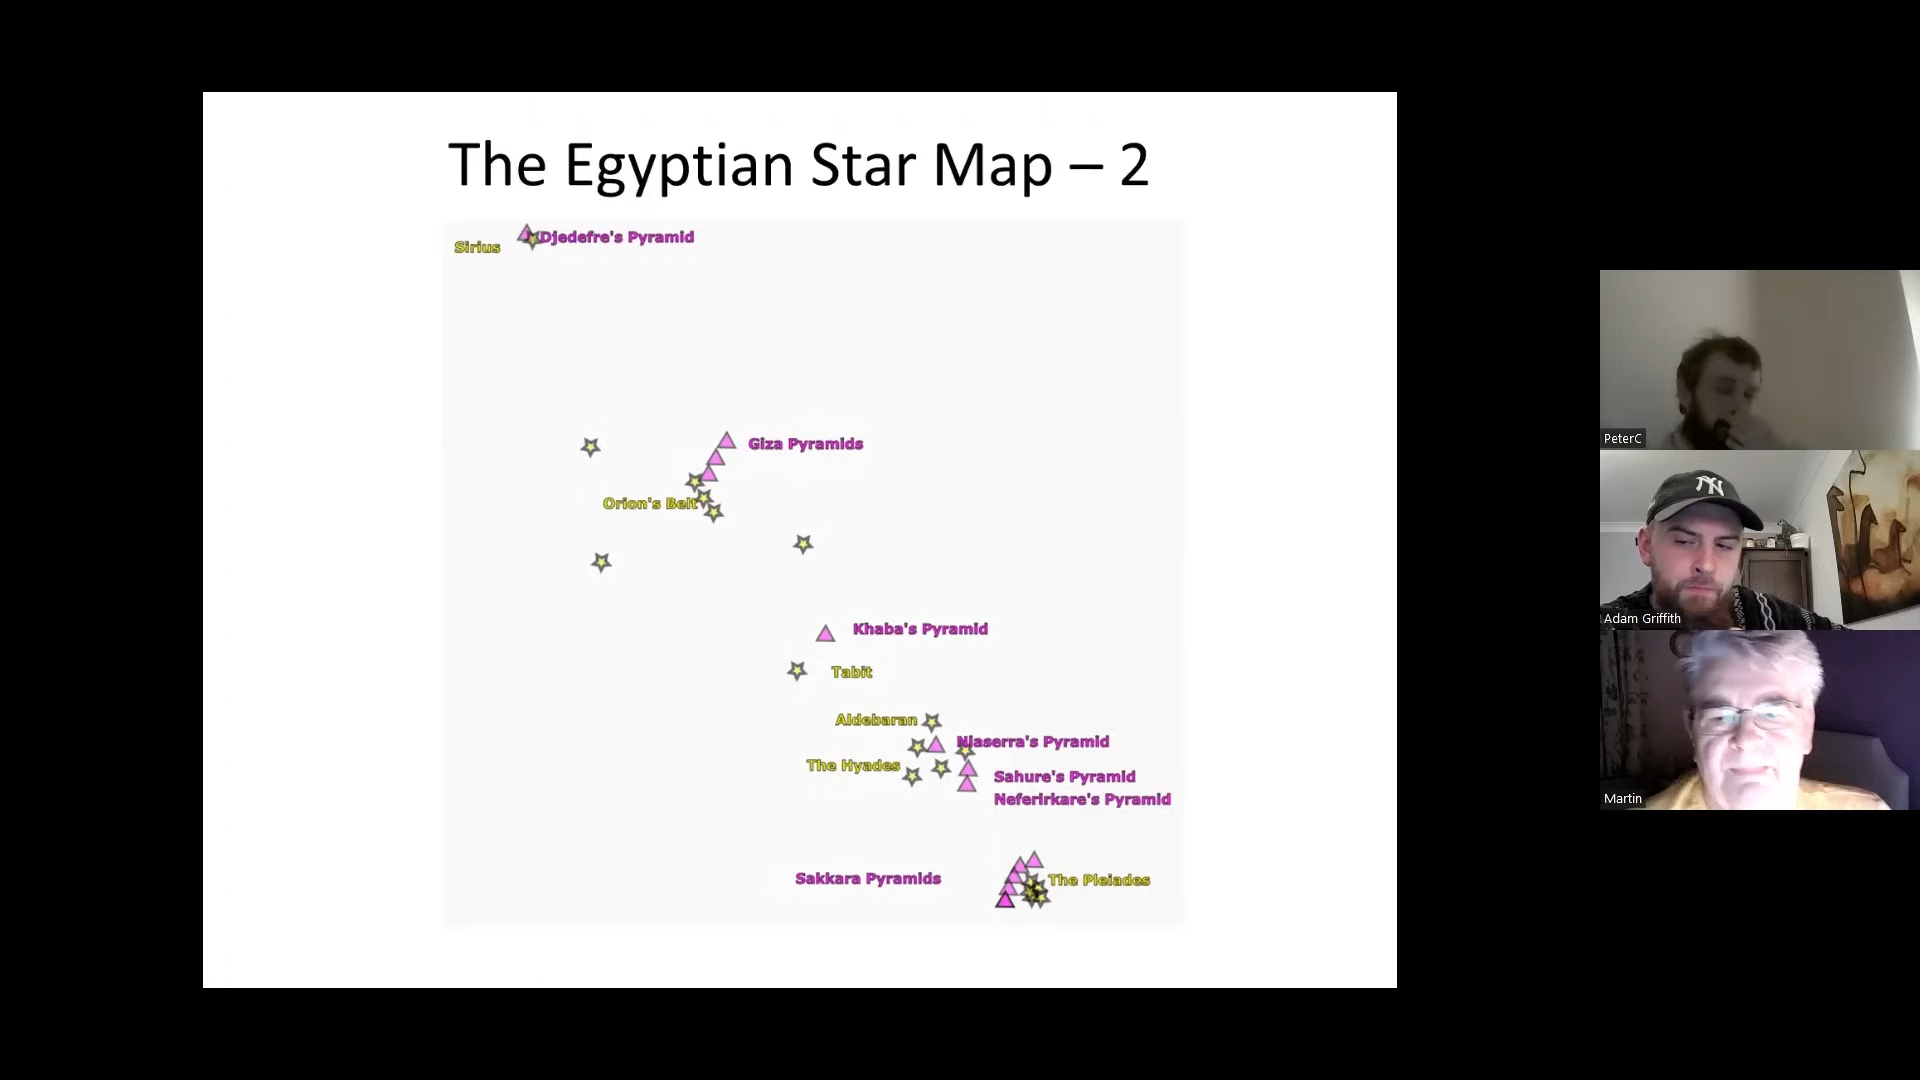 The Egyptian Star Map – 2
Sirius
Djedefre's Pyramid
Giza Pyramids
Orion's Belt
Khaba's Pyramid
Tabit
Aldebaran
Niaserra's Pyramid
The Hyades
Sahure's Pyramid
Neferirkare's Pyramid
Sakkara Pyramids
The Pleiades
PeterC
NY
Adam Griffith
Martin